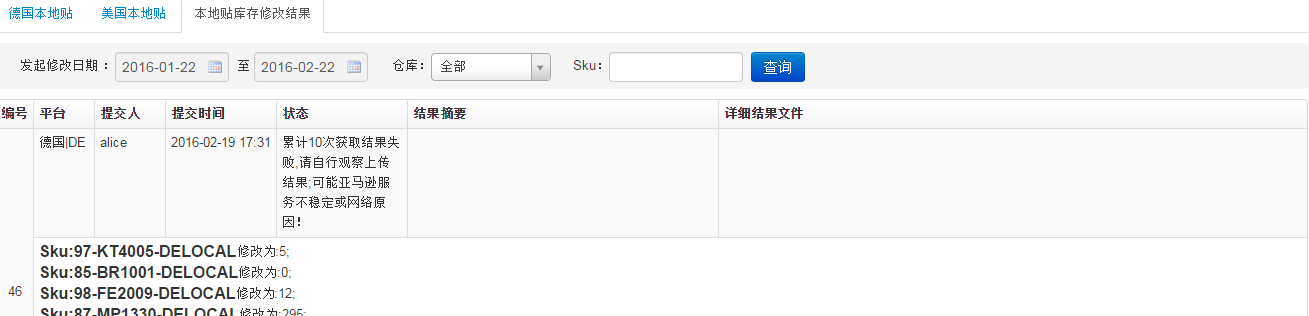 德国本地贴 美国本地贴 本地贴库存修改结果
发起修改日期： 2016-01-22 至 2016-02-22 仓库: 全部 Sku: 查询
编号 平台 提交人 提交时间 状态 结果摘要 详细结果文件
德国|DE alice 2016-02-19 17:31 累计10次获取结果失
败,请自行观察上传
结果;可能亚马逊服
务不稳定或网络原
因!
Sku:97-KT4005-DELOCAL修改为:5;
Sku:85-BR1001-DELOCAL修改为:0;
46 Sku:98-FE2009-DELOCAL修改为:12;
Sku:87-MP1330-DELOCAL修改为:295;